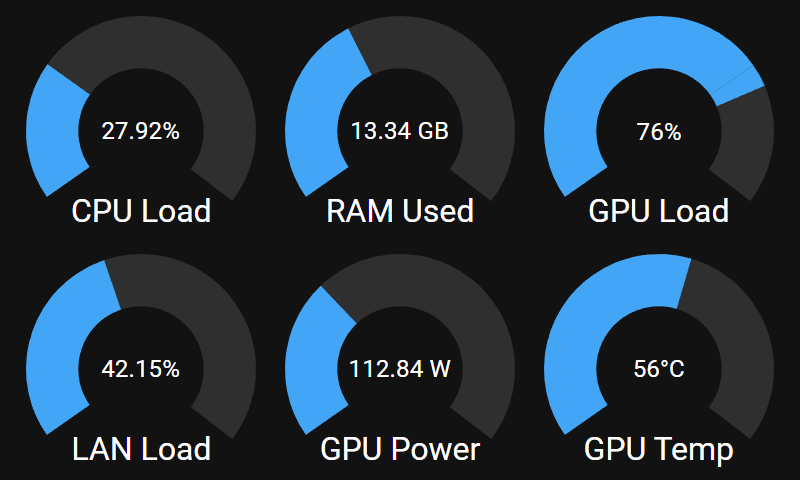 27.92%
CPU Load
13.34 GB
RAM Used
76%
GPU Load
42.15%
LAN Load
112.84 W
GPU Power
56°C
GPU Temp